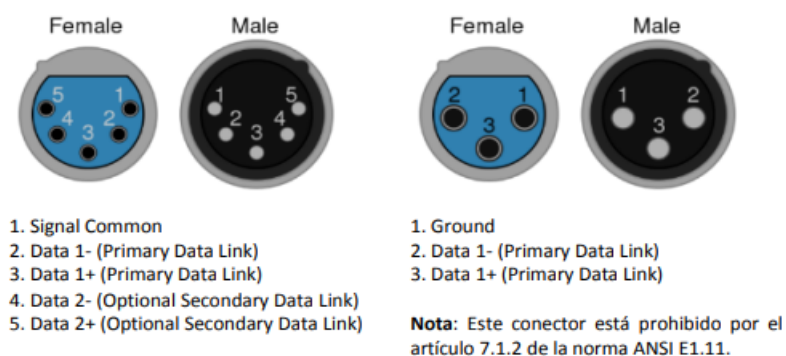 Female Male
5 1
4 2
3
1 5
2 4
3
1. Signal Common
2. Data 1- (Primary Data Link)
3. Data 1+ (Primary Data Link)
4. Data 2- (Optional Secondary Data Link)
5. Data 2+ (Optional Secondary Data Link)
Female Male
2 1
3
1 2
3
1. Ground
2. Data 1- (Primary Data Link)
3. Data 1+ (Primary Data Link)
Nota: Este conector está prohibido por el
artículo 7.1.2 de la norma ANSI E1.11.